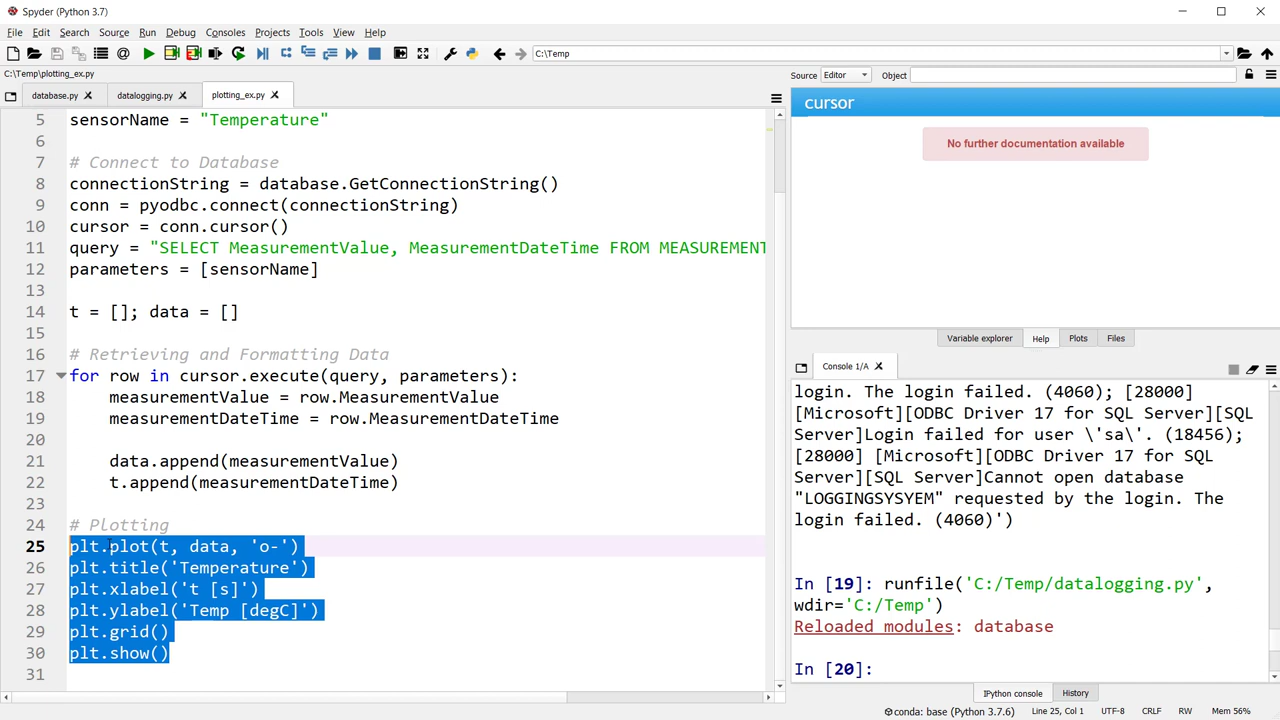 Spyder (Python 3.7)
File Edit Search Source Run Debug Consoles Projects Tools View Help
C:\Temp
C:\Temp\plotting_ex.py
database.py datalogging.py plotting_ex.py
5 sensorName = "Temperature"
6
7 # Connect to Database
8 connectionString = database.GetConnectionString()
9 conn = pyodbc.connect(connectionString)
10 cursor = conn.cursor()
11 query = "SELECT MeasurementValue, MeasurementDateTime FROM MEASUREMENT
12 parameters = [sensorName]
13
14 t = []; data = []
15
16 # Retrieving and Formatting Data
17 for row in cursor.execute(query, parameters):
18 measurementValue = row.MeasurementValue
19 measurementDateTime = row.MeasurementDateTime
20
21 data.append(measurementValue)
22 t.append(measurementDateTime)
23
24 # Plotting
25 plt.plot(t, data, 'o-')
26 plt.title('Temperature')
27 plt.xlabel('t [s]')
28 plt.ylabel('Temp [degC]')
29 plt.grid()
30 plt.show()
31
Source Editor Object
cursor
No further documentation available
Variable explorer Help Plots Files
Console 1/A
login. The login failed. (4060); [28000]
[Microsoft][ODBC Driver 17 for SQL Server][SQL
Server]Login failed for user \'sa\'. (18456);
[28000] [Microsoft][ODBC Driver 17 for SQL
Server][SQL Server]Cannot open database
"LOGGINGSYSYEM" requested by the login. The
login failed. (4060)')
In [19]: runfile('C:/Temp/datalogging.py',
wdir='C:/Temp')
Reloaded modules: database
In [20]:
IPython console History
conda: base (Python 3.7.6) Line 25, Col 1 UTF-8 CRLF RW Mem 56%